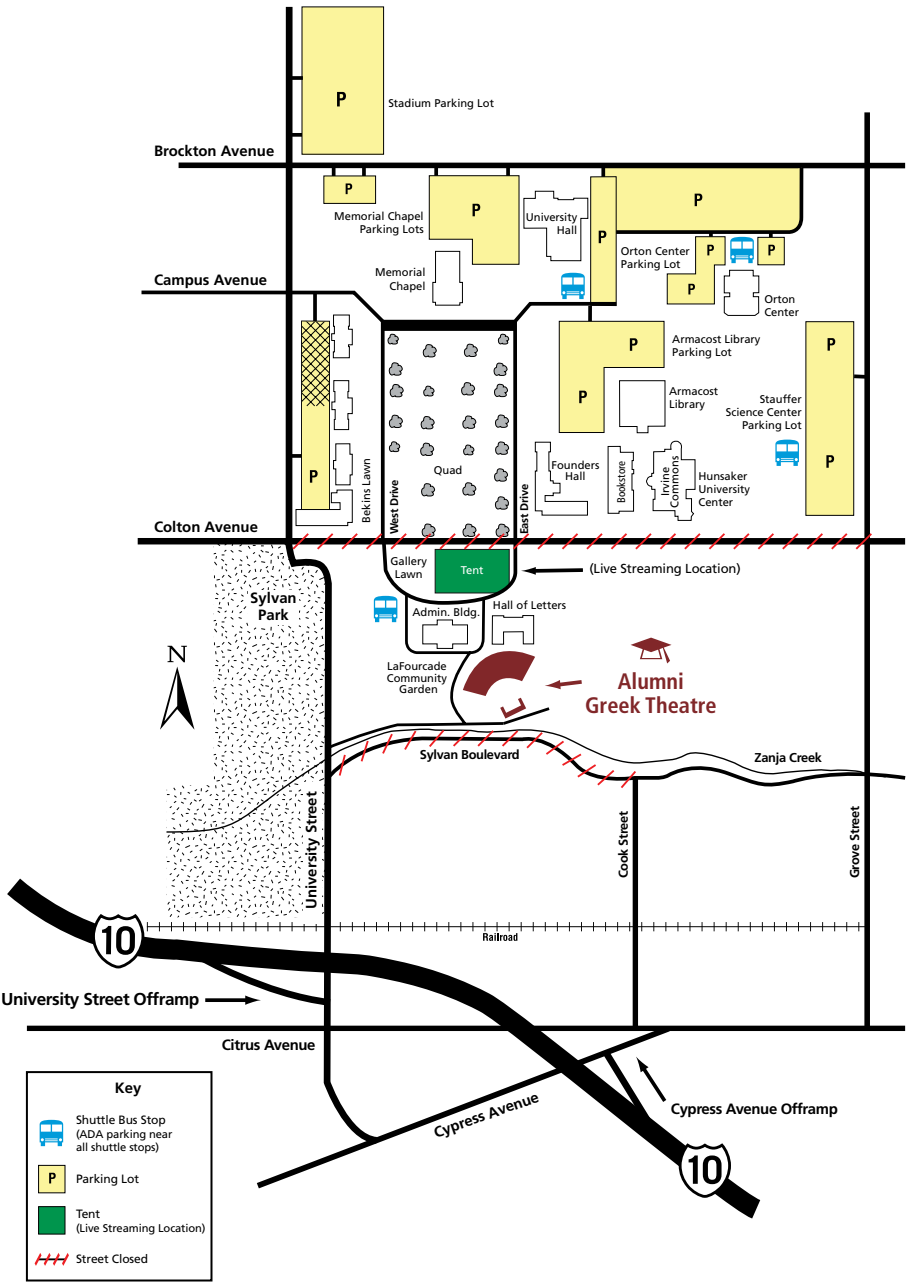 P
Stadium Parking Lot
Brockton Avenue
P
Memorial Chapel
Parking Lots
P
University
Hall
P
P
Orton Center
Parking Lot
P
P
P
Memorial
Chapel
Campus Avenue
Orton
Center
P
Armacost Library
Parking Lot
P
Armacost
Library
P
Stauffer
Science Center
Parking Lot
P
P
Bekins Lawn
West Drive
Quad
East Drive
Founders
Hall
Bookstore
Irvine
Commons
Hunsaker
University
Center
Colton Avenue
Gallery
Lawn
Tent
(Live Streaming Location)
Sylvan
Park
Admin. Bldg.
Hall of Letters
N
LaFourcade
Community
Garden
Alumni
Greek Theatre
Sylvan Boulevard
Zanja Creek
University Street
Cook Street
Grove Street
10
Railroad
University Street Offramp
Citrus Avenue
Cypress Avenue
Cypress Avenue Offramp
10
Key
Shuttle Bus Stop
(ADA parking near
all shuttle stops)
P
Parking Lot
Tent
(Live Streaming Location)
Street Closed